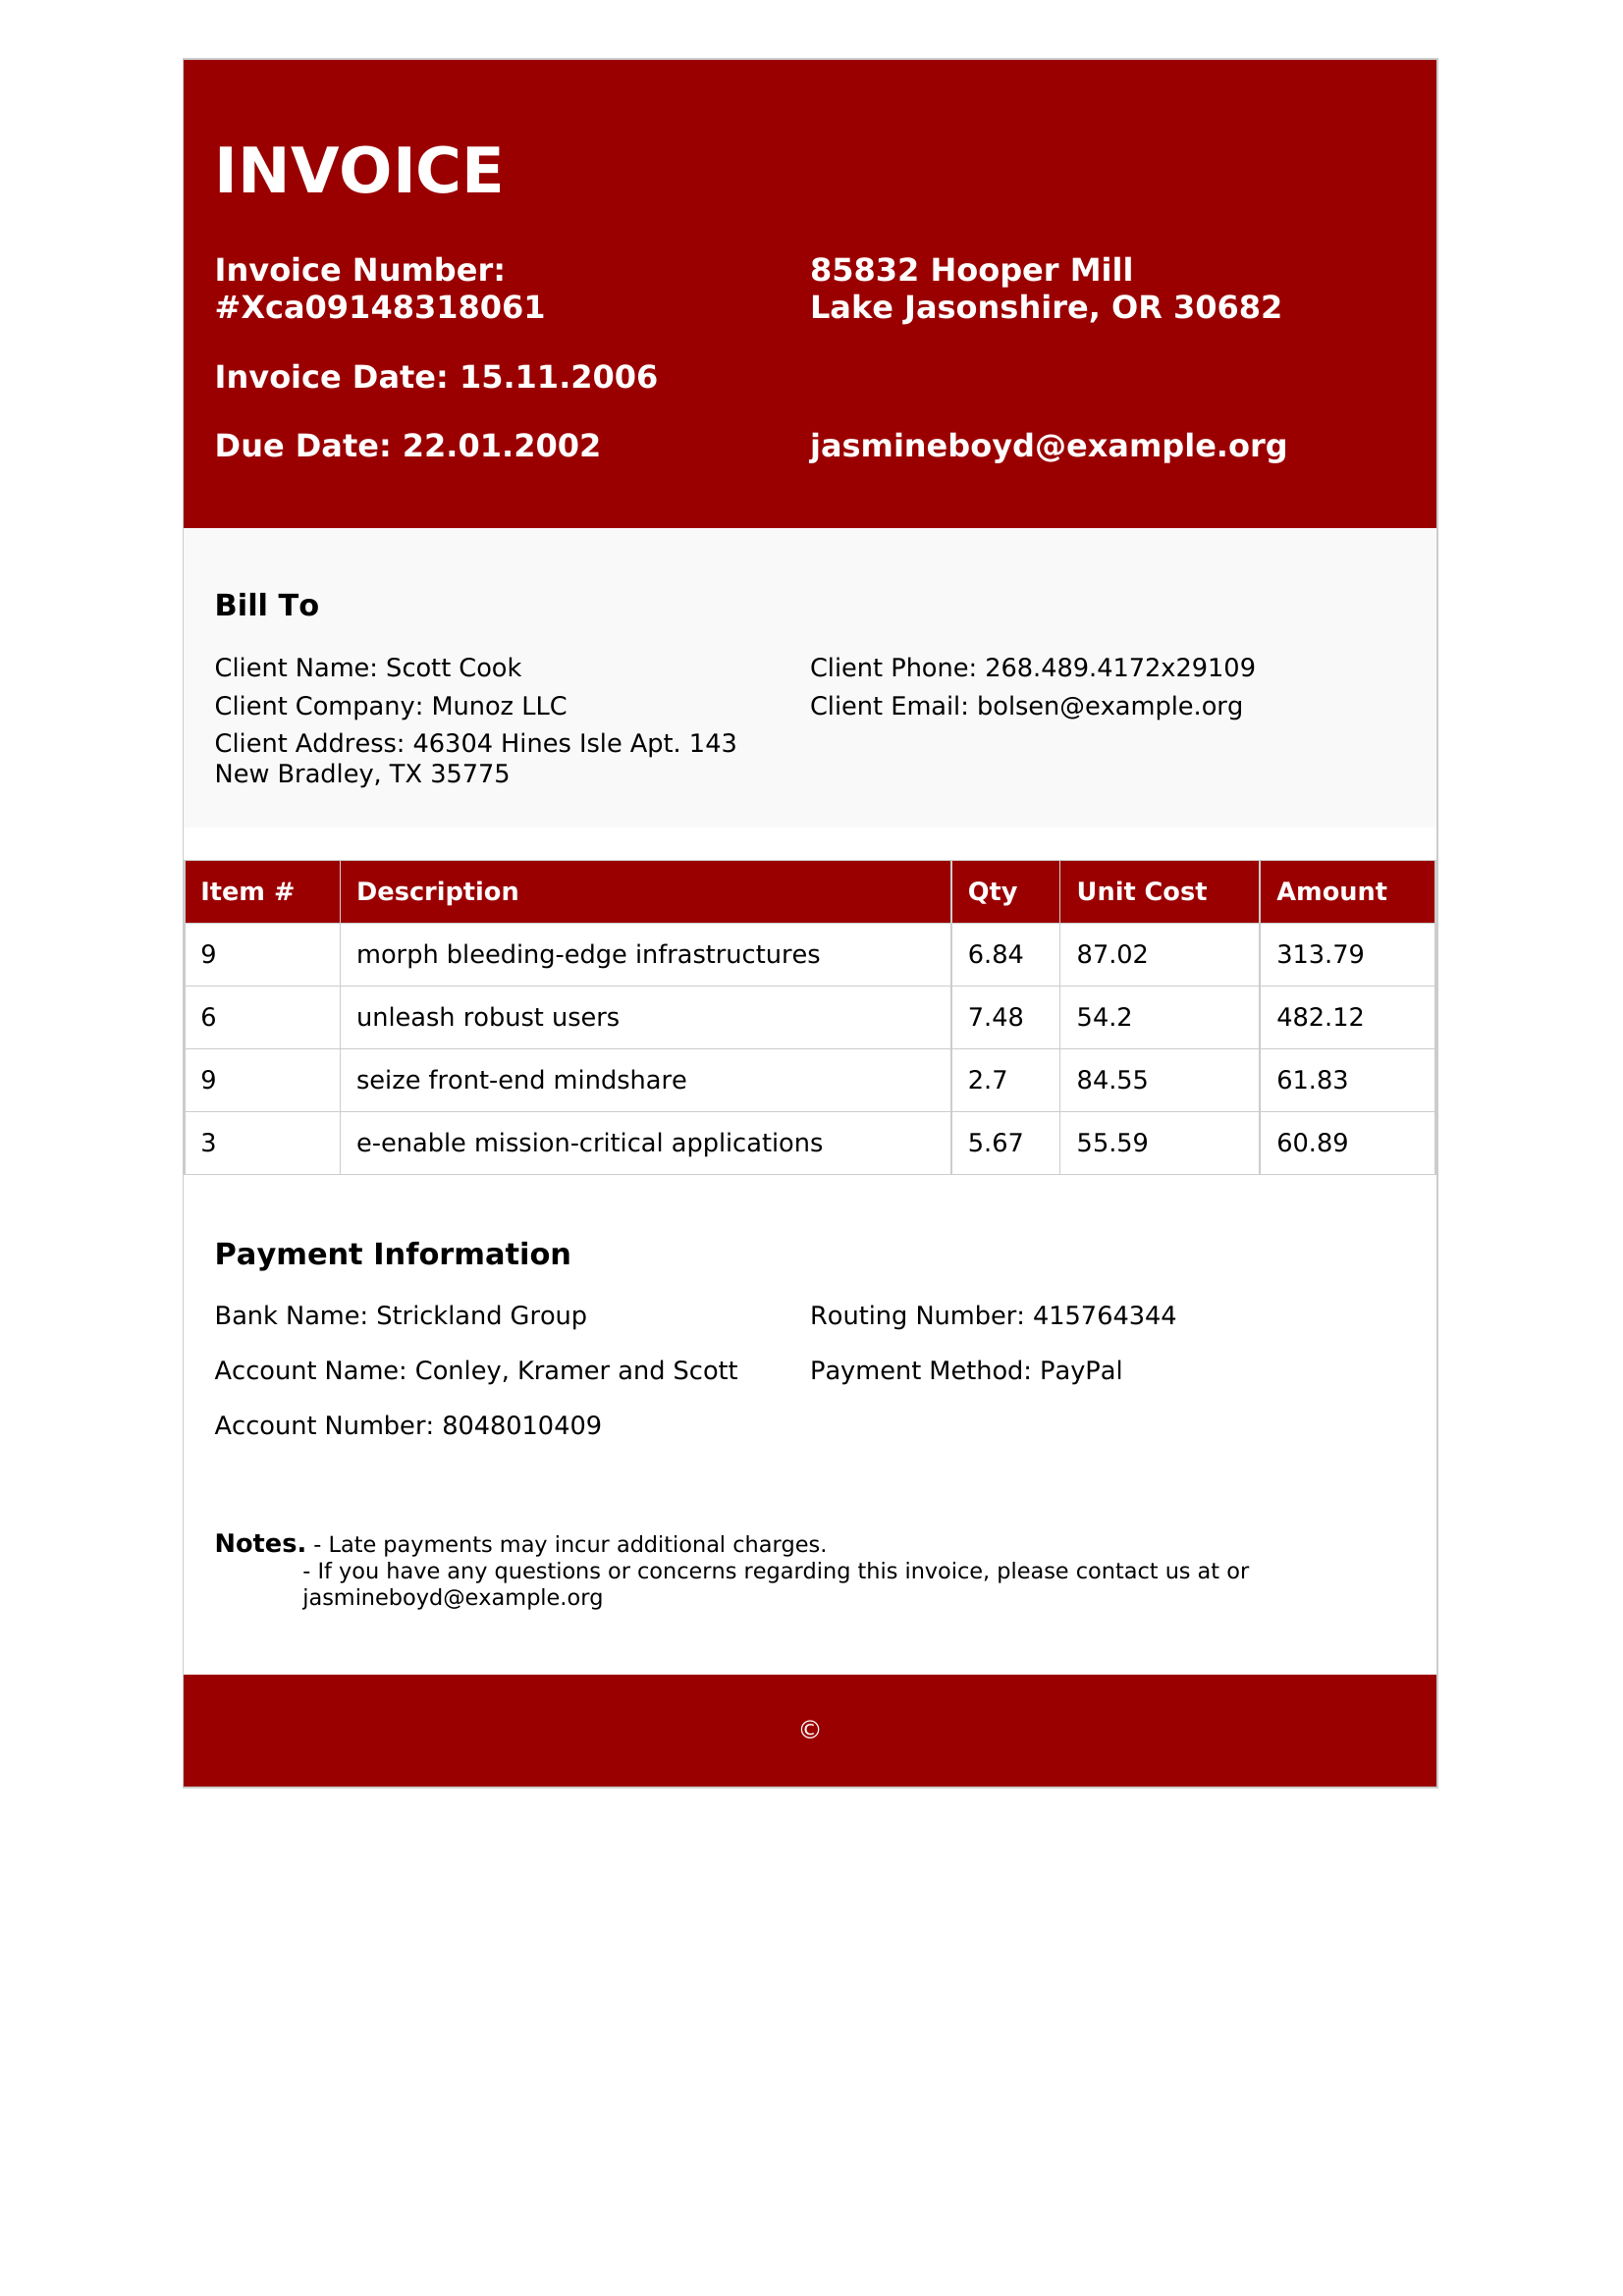 INVOICE
Invoice Number:
#Xca09148318061
85832 Hooper Mill
Lake Jasonshire, OR 30682
Invoice Date: 15.11.2006
Due Date: 22.01.2002
jasmineboyd@example.org
Bill To
Client Name: Scott Cook
Client Phone: 268.489.4172x29109
Client Company: Munoz LLC
Client Email: bolsen@example.org
Client Address: 46304 Hines Isle Apt. 143
New Bradley, TX 35775
Item # Description Qty Unit Cost Amount
9 morph bleeding-edge infrastructures 6.84 87.02 313.79
6 unleash robust users 7.48 54.2 482.12
9 seize front-end mindshare 2.7 84.55 61.83
3 e-enable mission-critical applications 5.67 55.59 60.89
Payment Information
Bank Name: Strickland Group
Routing Number: 415764344
Account Name: Conley, Kramer and Scott
Payment Method: PayPal
Account Number: 8048010409
Notes. - Late payments may incur additional charges.
- If you have any questions or concerns regarding this invoice, please contact us at or
jasmineboyd@example.org
©